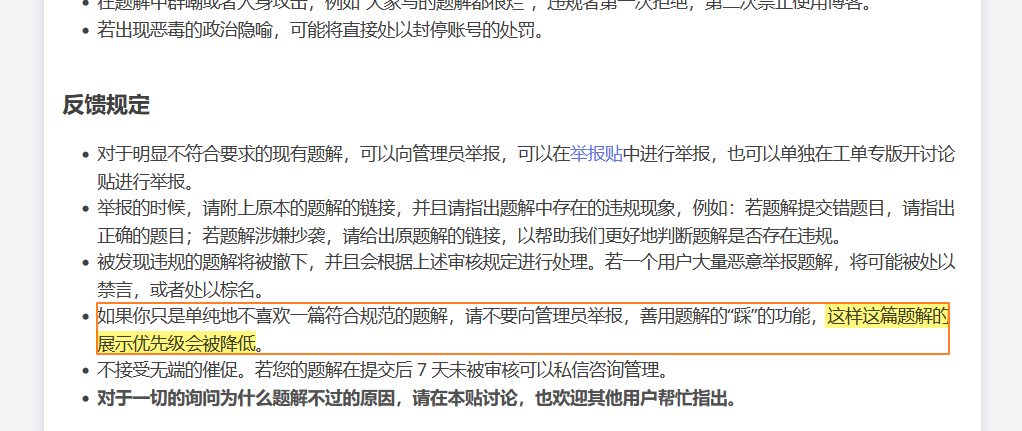 在题解中群嘲或者人身攻击，例如“大家写的题解都很烂”，违规者第一次拒绝，第二次禁止使用博客。
若出现恶毒的政治隐喻，可能将直接处以封停账号的处罚。
反馈规定
对于明显不符合要求的现有题解，可以向管理员举报，可以在举报贴中进行举报，也可以单独在工单专版开讨论
贴进行举报。
举报的时候，请附上原本的题解的链接，并且请指出题解中存在的违规现象，例如：若题解提交错题目，请指出
正确的题目；若题解涉嫌抄袭，请给出原题解的链接，以帮助我们更好地判断题解是否存在违规。
被发现违规的题解将被撤下，并且会根据上述审核规定进行处理。若一个用户大量恶意举报题解，将可能被处以
禁言，或者处以棕名。
如果你只是单纯地不喜欢一篇符合规范的题解，请不要向管理员举报，善用题解的“踩”的功能，这样这篇题解的
展示优先级会被降低。
不接受无端的催促。若您的题解在提交后 7 天未被审核可以私信咨询管理。
对于一切的询问为什么题解不过的原因，请在本贴讨论，也欢迎其他用户帮忙指出。